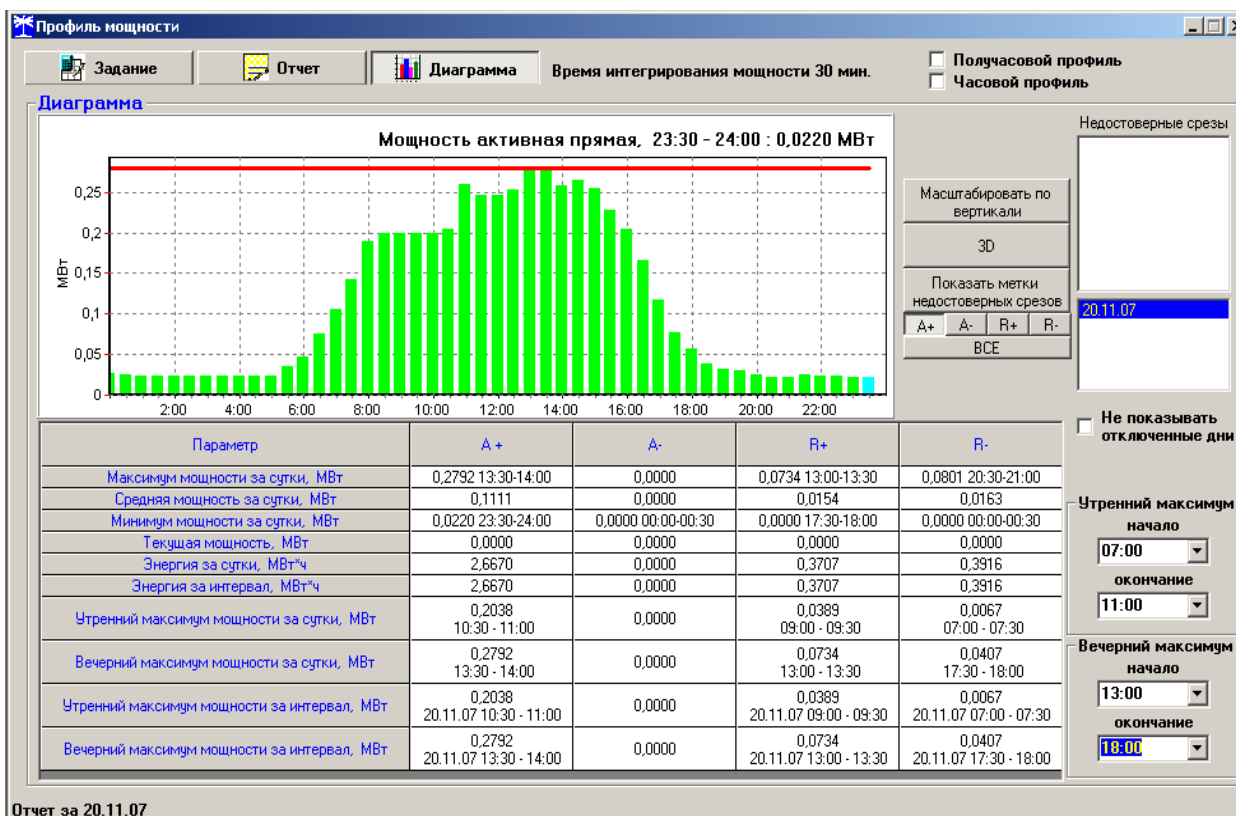 Профиль мощности
Задание
Отчет
Диаграмма
Время интегрирования мощности 30 мин.
Получасовой профиль
Часовой профиль
Диаграмма
Мощность активная прямая, 23:30 - 24:00 : 0,0220 МВт
МВт
0,25
0,2
0,15
0,1
0,05
0
2:00 4:00 6:00 8:00 10:00 12:00 14:00 16:00 18:00 20:00 22:00
Масштабировать по
вертикали
3D
Показать метки
недостоверных срезов
A+ A- R+ R-
ВСЕ
Недостоверные срезы
20.11.07
Не показывать
отключенные дни
Параметр A + A- R+ R-
Максимум мощности за сутки, МВт 0,2792 13:30-14:00 0,0000 0,0734 13:00-13:30 0,0801 20:30-21:00
Средняя мощность за сутки, МВт 0,1111 0,0000 0,0154 0,0163
Минимум мощности за сутки, МВт 0,0220 23:30-24:00 0,0000 00:00-00:30 0,0000 17:30-18:00 0,0000 00:00-00:30
Текущая мощность, МВт 0,0000 0,0000 0,0000 0,0000
Энергия за сутки, МВт*ч 2,6670 0,0000 0,3707 0,3916
Энергия за интервал, МВт*ч 2,6670 0,0000 0,3707 0,3916
Утренний максимум мощности за сутки, МВт 0,2038 0,0000 0,0389 0,0067
10:30 - 11:00 09:00 - 09:30 07:00 - 07:30
Вечерний максимум мощности за сутки, МВт 0,2792 0,0000 0,0734 0,0407
13:30 - 14:00 13:00 - 13:30 17:30 - 18:00
Утренний максимум мощности за интервал, МВт 0,2038 0,0000 0,0389 0,0067
20.11.07 10:30 - 11:00 20.11.07 09:00 - 09:30 20.11.07 07:00 - 07:30
Вечерний максимум мощности за интервал, МВт 0,2792 0,0000 0,0734 0,0407
20.11.07 13:30 - 14:00 20.11.07 13:00 - 13:30 20.11.07 17:30 - 18:00
Утренний максимум
начало
07:00
окончание
11:00
Вечерний максимум
начало
13:00
окончание
18:00
Отчет за 20.11.07